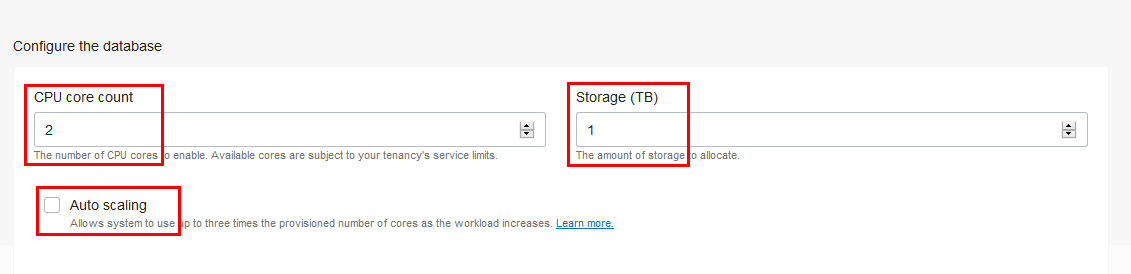 Configure the database
CPU core count
Storage (TB)
2
1
The number of CPU cores to enable. Available cores are subject to your tenancy's service limits.
The amount of storage to allocate.
Auto scaling
Allows system to use up to three times the provisioned number of cores as the workload increases. Learn more.